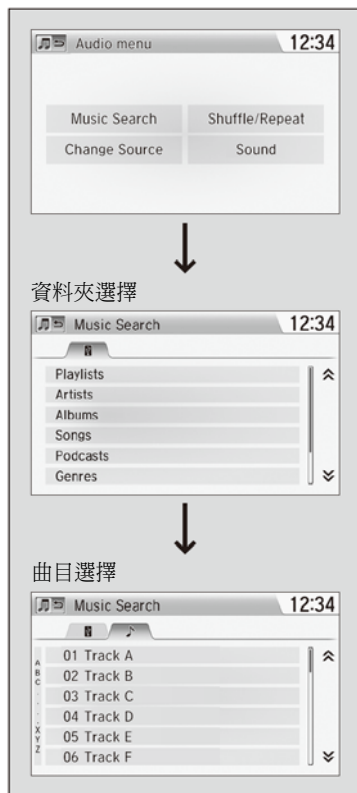 Audio menu 12:34
Music Search Shuffle/Repeat
Change Source Sound
資料夾選擇
Music Search 12:34
Playlists
Artists
Albums
Songs
Podcasts
Genres
曲目選擇
Music Search 12:34
A
B
C
.
.
.
X
Y
Z
01 Track A
02 Track B
03 Track C
04 Track D
05 Track E
06 Track F